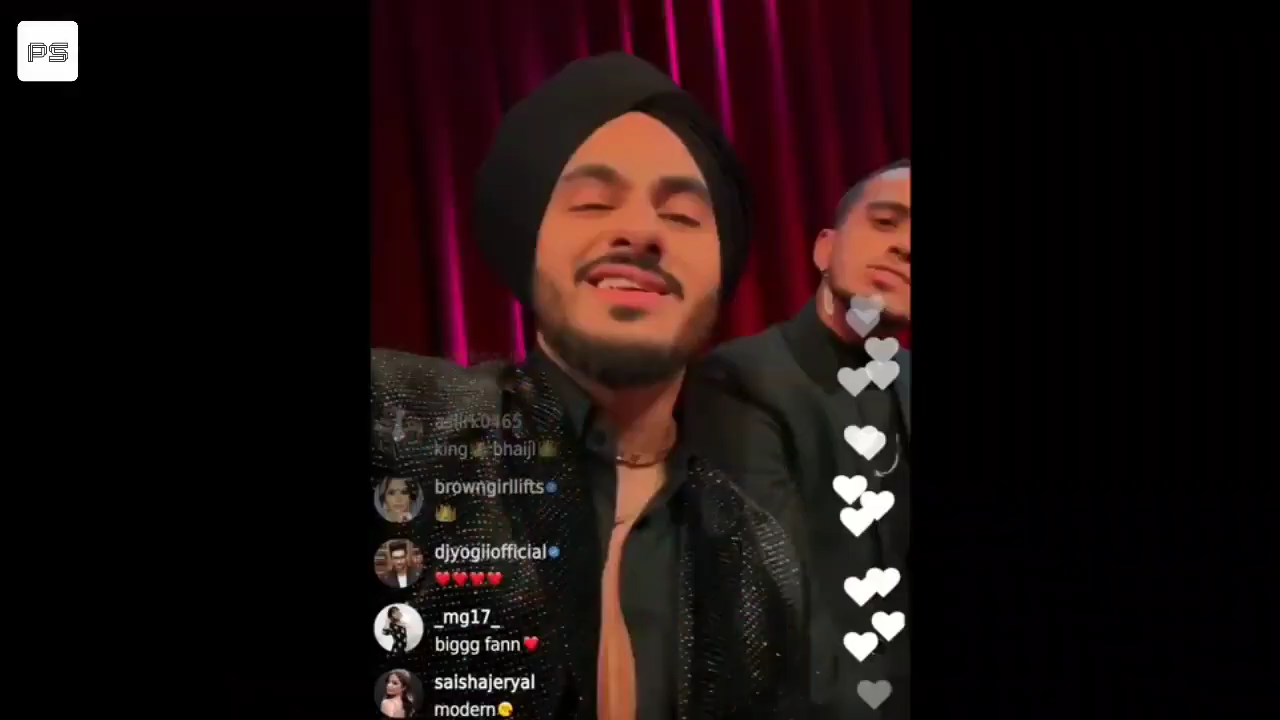 PS
king 👑 bhaijI 👑
browngirllifts
👑
djyogiiofficial
❤️❤️❤️❤️
_mg17_
biggg fann❤️
saishajeryal
modern